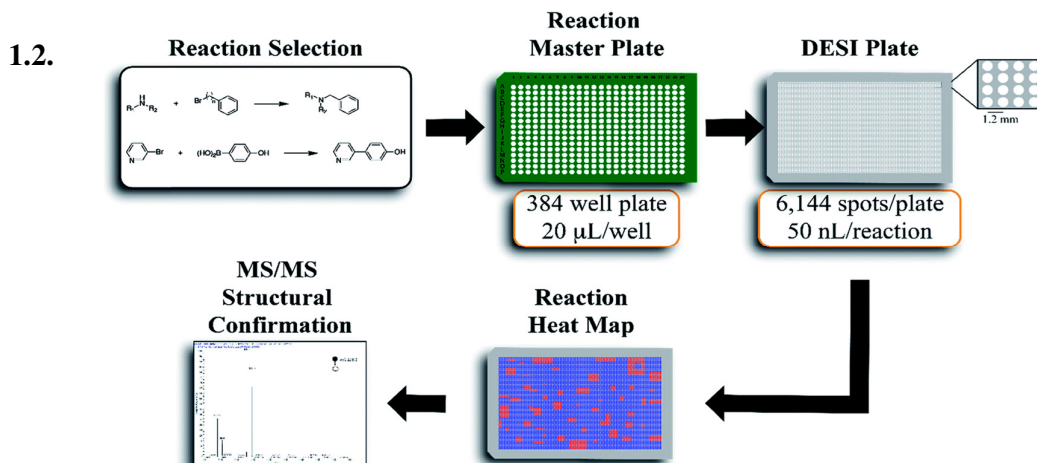 1.2.
Reaction Selection
Reaction
Master Plate
DESI Plate
1.2 mm
384 well plate
20 μL/well
6,144 spots/plate
50 nL/reaction
MS/MS
Structural
Confirmation
Reaction
Heat Map